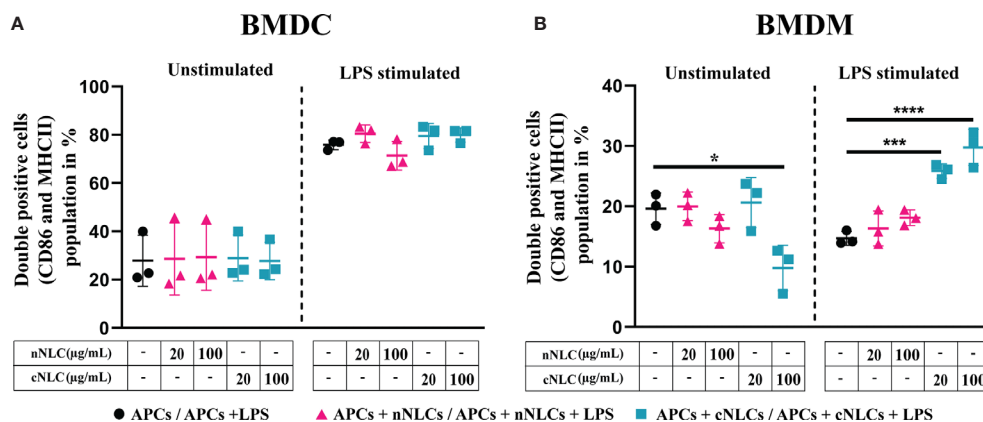 A
BMDC
Unstimulated
LPS stimulated
Double positive cells
(CD86 and MHCII)
population in %
100
80
60
40
20
0
nNLC(µg/mL) - 20 100 - - - 20 100 - -
cNLC(µg/mL) - - - 20 100 - - - 20 100
B
BMDM
Unstimulated
LPS stimulated
Double positive cells
(CD86 and MHCII)
population in %
40
30
20
10
0
*
***
****
nNLC(µg/mL) - 20 100 - - - 20 100 - -
cNLC(µg/mL) - - - 20 100 - - - 20 100
APCs / APCs +LPS
APCs + nNLCs / APCs + nNLCs + LPS
APCs + cNLCs / APCs + cNLCs + LPS